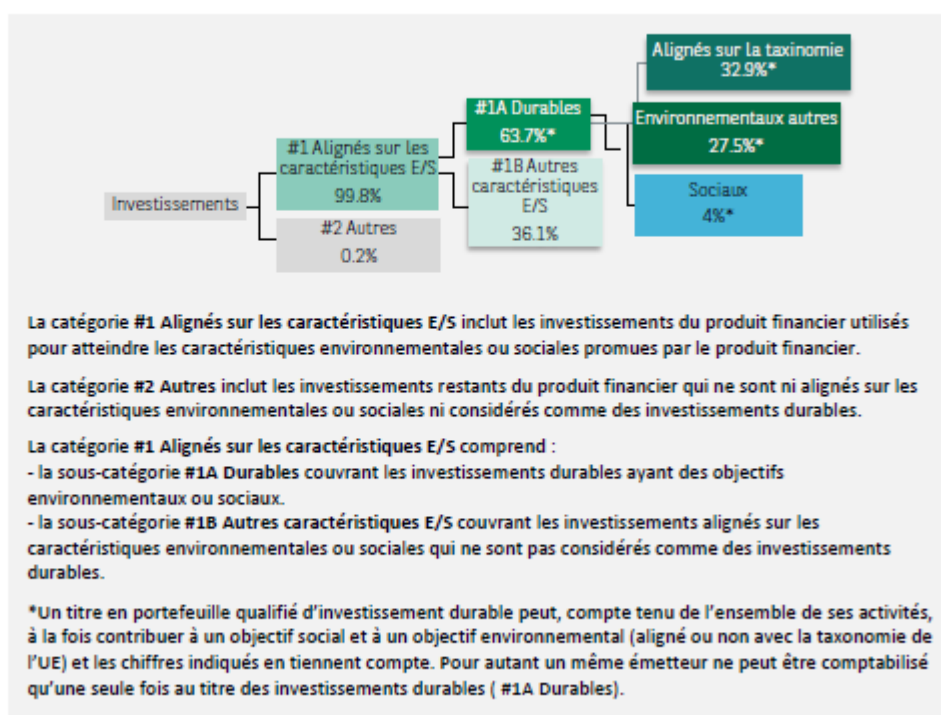 Alignés sur la taxinomie
32.9%*
#1A Durables
63.7%*
Environnementaux autres
27.5%*
#1 Alignés sur les
caractéristiques E/S
99.8%
#1B Autres
caractéristiques
E/S
36.1%
Sociaux
4%*
Investissements
#2 Autres
0.2%
La catégorie #1 Alignés sur les caractéristiques E/S inclut les investissements du produit financier utilisés
pour atteindre les caractéristiques environnementales ou sociales promues par le produit financier.
La catégorie #2 Autres inclut les investissements restants du produit financier qui ne sont ni alignés sur les
caractéristiques environnementales ou sociales ni considérés comme des investissements durables.
La catégorie #1 Alignés sur les caractéristiques E/S comprend :
- la sous-catégorie #1A Durables couvrant les investissements durables ayant des objectifs
environnementaux ou sociaux.
- la sous-catégorie #1B Autres caractéristiques E/S couvrant les investissements alignés sur les
caractéristiques environnementales ou sociales qui ne sont pas considérés comme des investissements
durables.
*Un titre en portefeuille qualifié d'investissement durable peut, compte tenu de l'ensemble de ses activités,
à la fois contribuer à un objectif social et à un objectif environnemental (aligné ou non avec la taxonomie de
l'UE) et les chiffres indiqués en tiennent compte. Pour autant un même émetteur ne peut être comptabilisé
qu'une seule fois au titre des investissements durables ( #1A Durables).